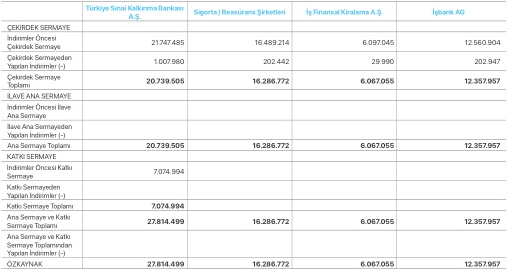 Türkiye Sınai Kalkınma Bankası A.Ş. Sigorta / Reasürans Şirketleri İş Finansal Kiralama A.Ş. İşbank AG
ÇEKİRDEK SERMAYE
İndirimler Öncesi Çekirdek Sermaye 21.747.485 16.489.214 6.097.045 12.560.904
Çekirdek Sermayeden Yapılan İndirimler (-) 1.007.980 202.442 29.990 202.947
Çekirdek Sermaye Toplamı 20.739.505 16.286.772 6.067.055 12.357.957
İLAVE ANA SERMAYE
İndirimler Öncesi İlave Ana Sermaye
İlave Ana Sermayeden Yapılan İndirimler (-)
Ana Sermaye Toplamı 20.739.505 16.286.772 6.067.055 12.357.957
KATKI SERMAYE
İndirimler Öncesi Katkı Sermaye 7.074.994
Katkı Sermayeden Yapılan İndirimler (-)
Katkı Sermaye Toplamı 7.074.994
Ana Sermaye ve Katkı Sermaye Toplamı 27.814.499 16.286.772 6.067.055 12.357.957
Ana Sermaye ve Katkı Sermaye Toplamından Yapılan İndirimler (-)
ÖZKAYNAK 27.814.499 16.286.772 6.067.055 12.357.957